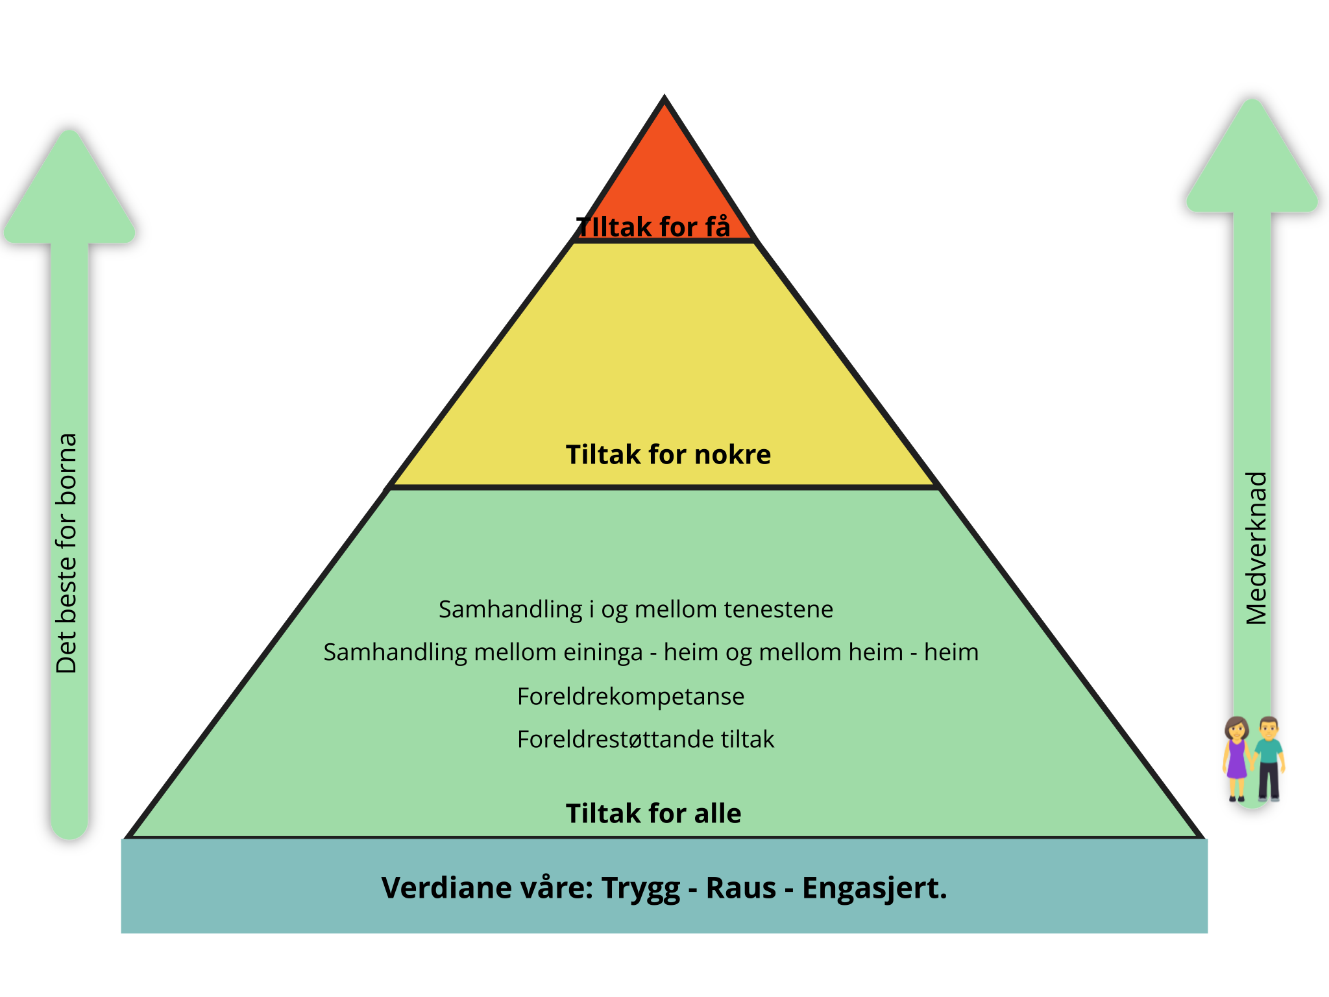 TIltak for få
Tiltak for nokre
Det beste for borna
Medverknad
Samhandling i og mellom tenestene
Samhandling mellom eininga - heim og mellom heim - heim
Foreldrekompetanse
Foreldrestøttande tiltak
Tiltak for alle
Verdiane våre: Trygg - Raus - Engasjert.